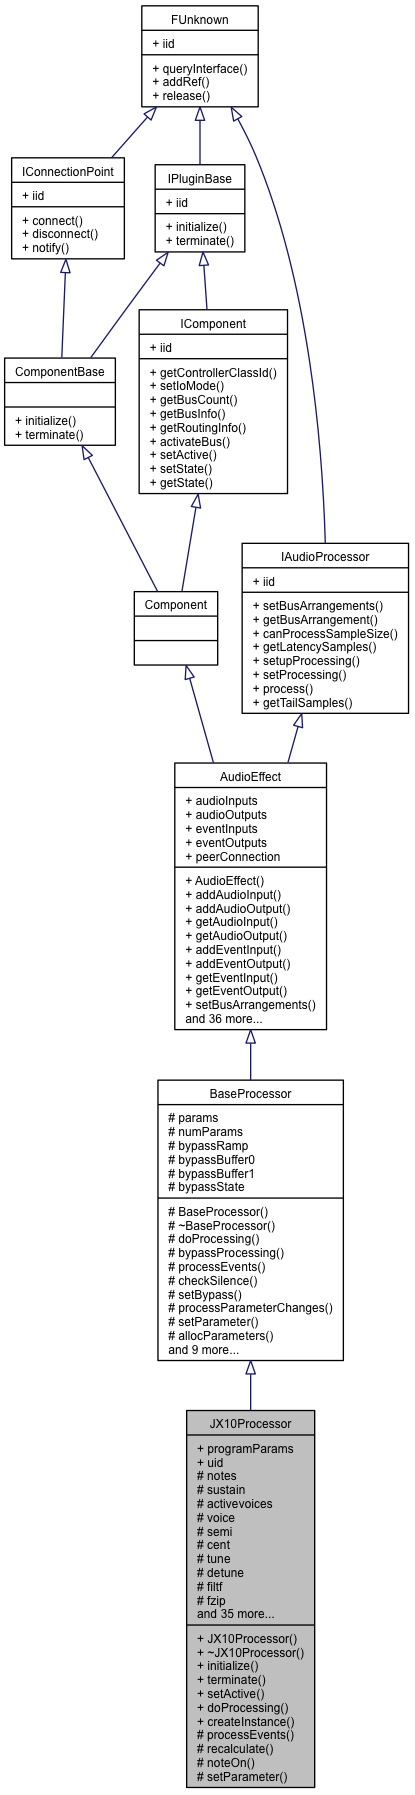 FUnknown
+ iid
+ queryInterface()
+ addRef()
+ release()
IConnectionPoint
+ iid
+ connect()
+ disconnect()
+ notify()
IPluginBase
+ iid
+ initialize()
+ terminate()
IComponent
+ iid
+ getControllerClassId()
+ setIoMode()
+ getBusCount()
+ getBusInfo()
+ getRoutingInfo()
+ activateBus()
+ setActive()
+ setState()
+ getState()
ComponentBase
+ initialize()
+ terminate()
IAudioProcessor
+ iid
+ setBusArrangements()
+ getBusArrangement()
+ canProcessSampleSize()
+ getLatencySamples()
+ setupProcessing()
+ setProcessing()
+ process()
+ getTailSamples()
Component
AudioEffect
+ audioInputs
+ audioOutputs
+ eventInputs
+ eventOutputs
+ peerConnection
+ AudioEffect()
+ addAudioInput()
+ addAudioOutput()
+ getAudioInput()
+ getAudioOutput()
+ addEventInput()
+ addEventOutput()
+ getEventInput()
+ getEventOutput()
+ setBusArrangements()
and 36 more...
BaseProcessor
# params
# numParams
# bypassRamp
# bypassBuffer0
# bypassBuffer1
# bypassState
# BaseProcessor()
# ~BaseProcessor()
# doProcessing()
# bypassProcessing()
# processEvents()
# checkSilence()
# setBypass()
# processParameterChanges()
# setParameter()
# allocParameters()
and 9 more...
JX10Processor
+ programParams
+ uid
# notes
# sustain
# activevoices
# voice
# semi
# cent
# tune
# detune
# filtf
# fzip
and 35 more...
+ JX10Processor()
+ ~JX10Processor()
+ initialize()
+ terminate()
+ setActive()
+ doProcessing()
+ createInstance()
# processEvents()
# recalculate()
# noteOn()
# setParameter()